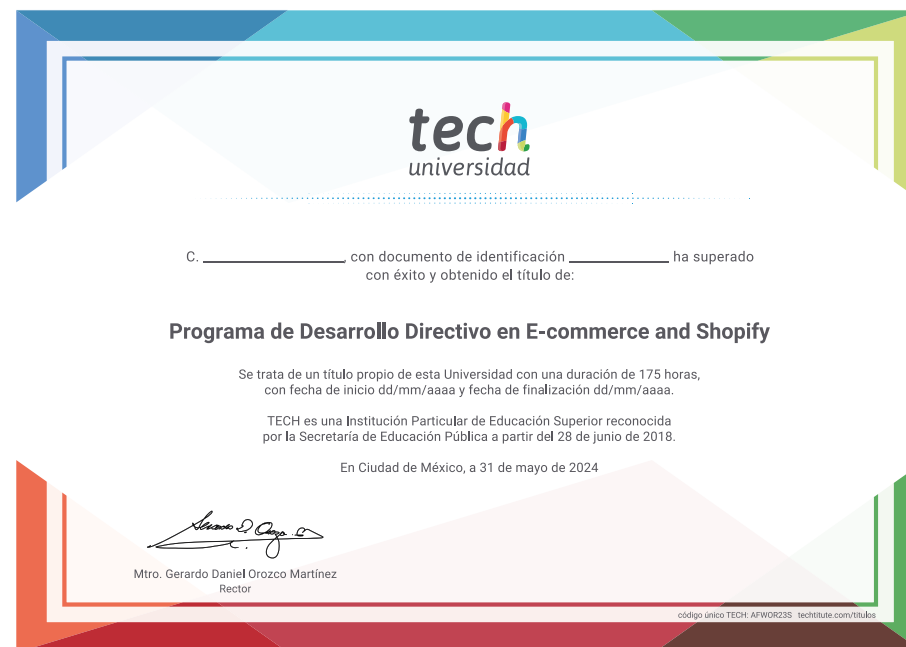 tech
universidad
C. ____________________, con documento de identificación ______________ ha superado
con éxito y obtenido el título de:
Programa de Desarrollo Directivo en E-commerce and Shopify
Se trata de un título propio de esta Universidad con una duración de 175 horas,
con fecha de inicio dd/mm/aaaa y fecha de finalización dd/mm/aaaa.
TECH es una Institución Particular de Educación Superior reconocida
por la Secretaría de Educación Pública a partir del 28 de junio de 2018.
En Ciudad de México, a 31 de mayo de 2024
Mtro. Gerardo Daniel Orozco Martínez
Rector
código único TECH: AFWOR23S techtitute.com/titulos